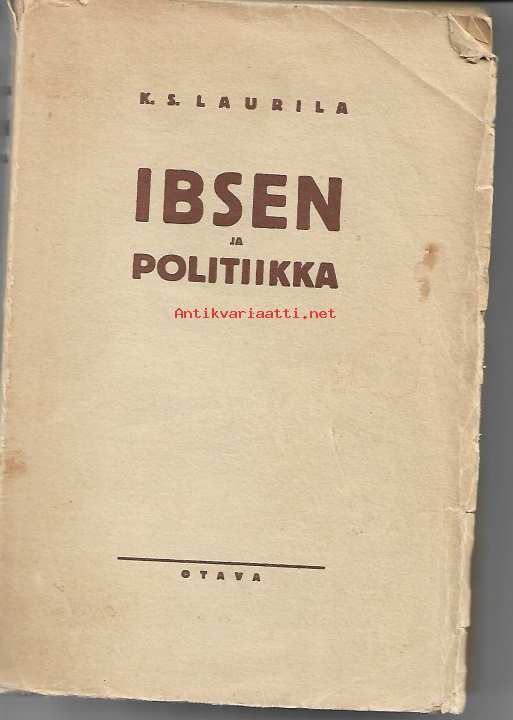 K. S. LAURILA
IBSEN
JA
POLITIIKKA
Antikvariaatti.net
OTAVA